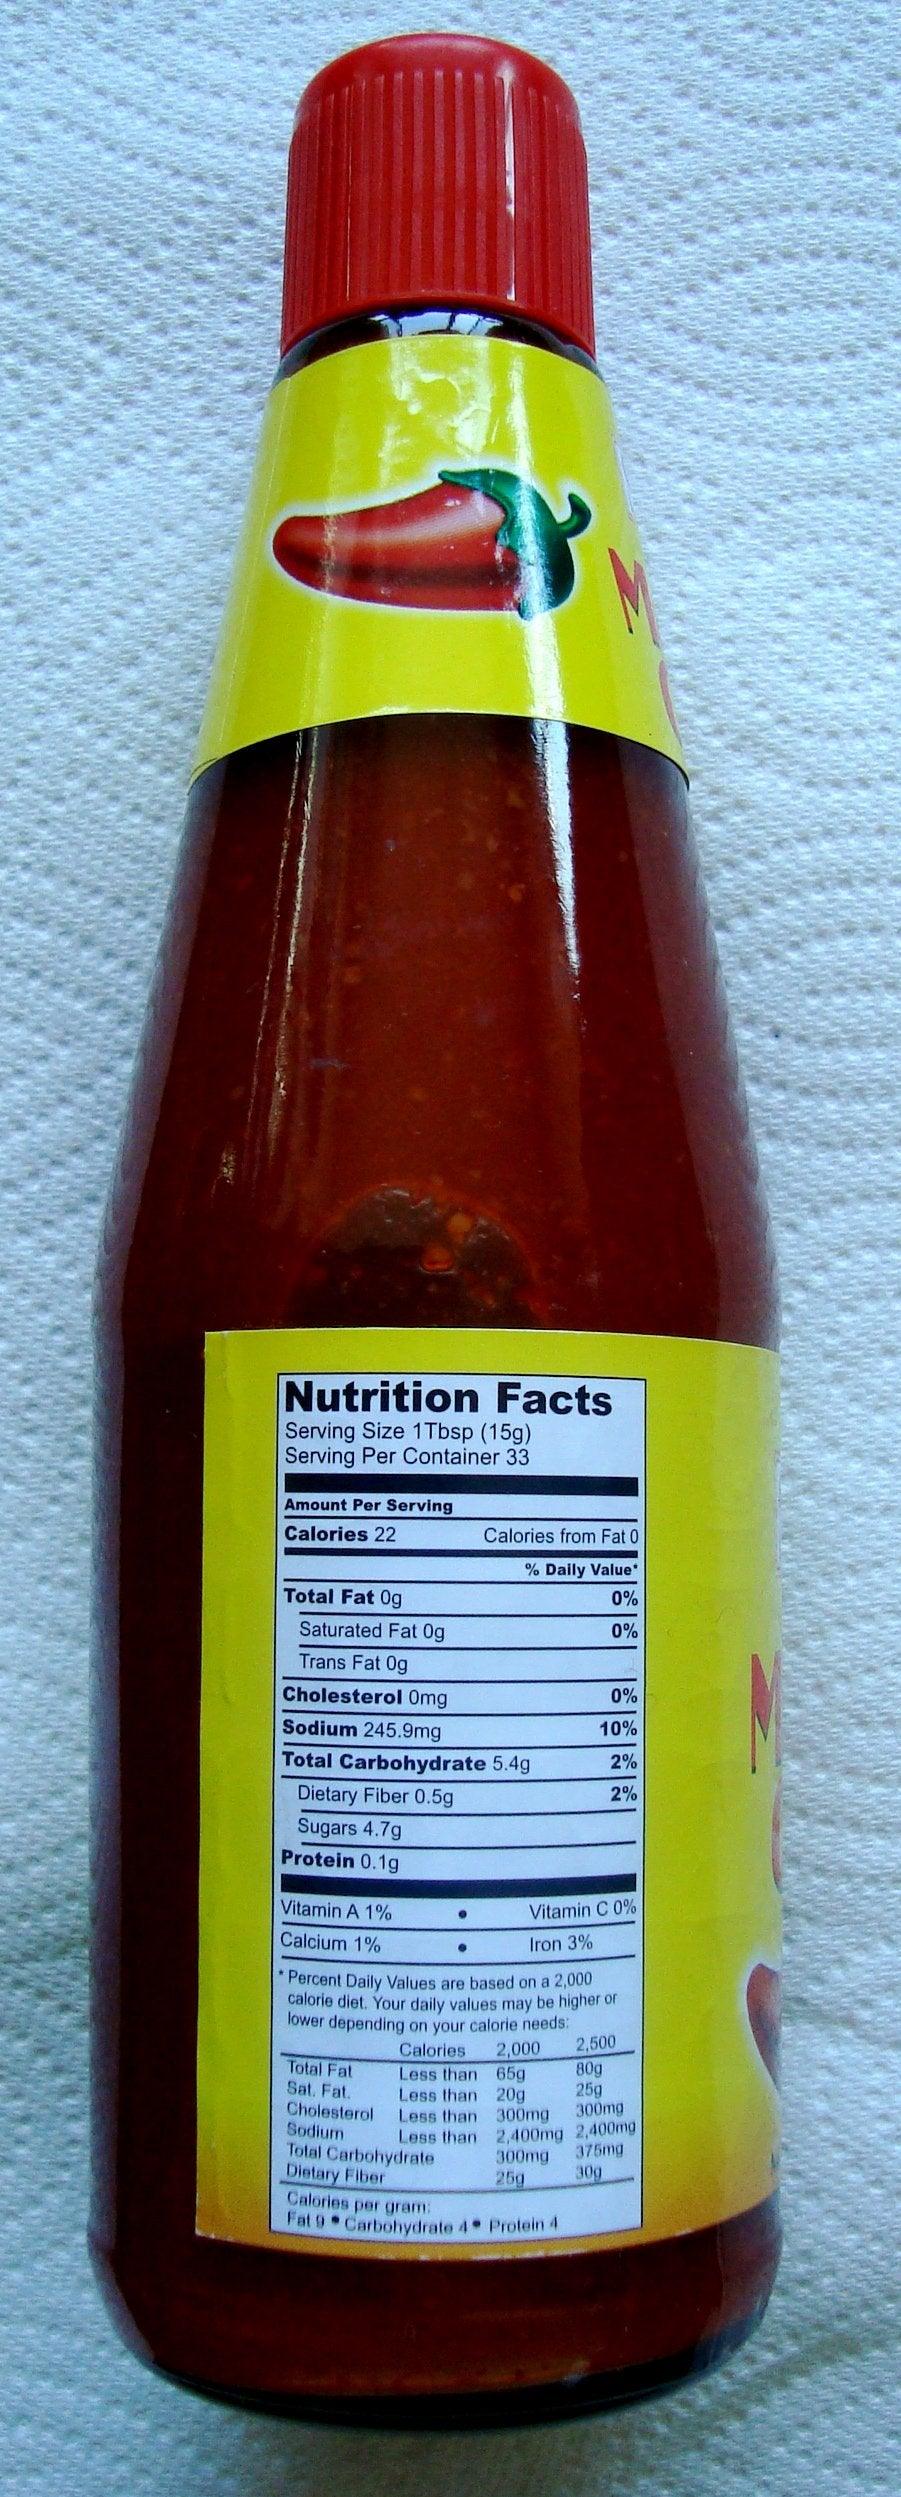 M
Nutrition Facts
Serving Size 1Tbsp (15g)
Serving Per Container 33
Amount Per Serving
Calories 22 Calories from Fat 0
% Daily Value*
Total Fat 0g 0%
Saturated Fat 0g 0%
Trans Fat 0g
Cholesterol 0mg 0%
Sodium 245.9mg 10%
Total Carbohydrate 5.4g 2%
Dietary Fiber 0.5g 2%
Sugars 4.7g
Protein 0.1g
Vitamin A 1% • Vitamin C 0%
Calcium 1% • Iron 3%
* Percent Daily Values are based on a 2,000
calorie diet. Your daily values may be higher or
lower depending on your calorie needs:
Calories 2,000 2,500
Total Fat Less than 65g 80g
Sat. Fat. Less than 20g 25g
Cholesterol Less than 300mg 300mg
Sodium Less than 2,400mg 2,400mg
Total Carbohydrate 300mg 375mg
Dietary Fiber 25g 30g
Calories per gram:
Fat 9 • Carbohydrate 4 • Protein 4
M